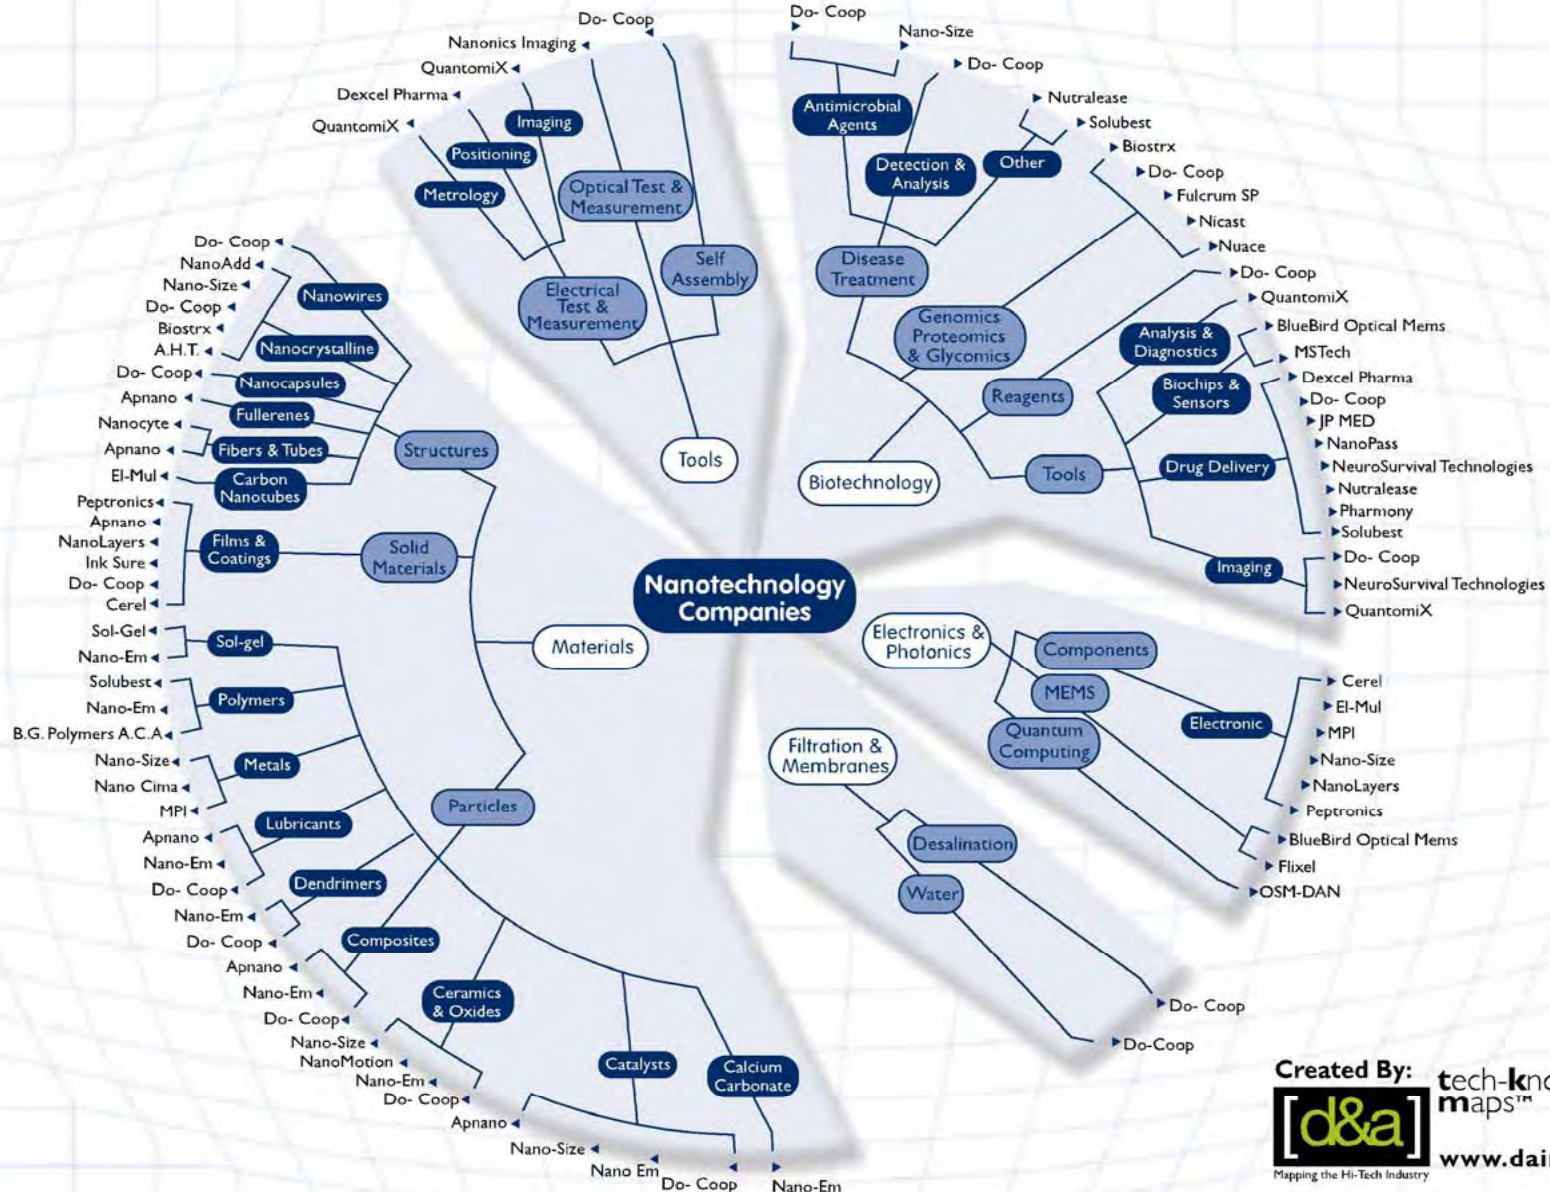 Do- Coop
Nanonics Imaging
QuantomiX
Dexcel Pharma
QuantomiX
Imaging
Positioning
Metrology
Optical Test &
Measurement
Self
Assembly
Electrical
Test &
Measurement
Tools
Do- Coop
Nano-Size
Do- Coop
Nutralease
Solubest
Biostrx
Do- Coop
Fulcrum SP
Nicast
Nuace
Do- Coop
QuantomiX
BlueBird Optical Mems
MSTech
Dexcel Pharma
Do- Coop
JP MED
NanoPass
NeuroSurvival Technologies
Nutralease
Pharmony
Solubest
Do- Coop
NeuroSurvival Technologies
QuantomiX
Antimicrobial
Agents
Detection &
Analysis
Other
Disease
Treatment
Genomics
Proteomics
& Glycomics
Reagents
Analysis &
Diagnostics
Biochips &
Sensors
Drug Delivery
Tools
Imaging
Biotechnology
Nanotechnology
Companies
Do- Coop
NanoAdd
Nano-Size
Do- Coop
Biostrx
A.H.T.
Do- Coop
Apnano
Nanocyte
Apnano
El-Mul
Peptronics
Apnano
NanoLayers
Ink Sure
Do- Coop
Cerel
Nanowires
Nanocrystalline
Nanocapsules
Fullerenes
Fibers & Tubes
Carbon
Nanotubes
Structures
Films &
Coatings
Solid
Materials
Materials
Sol-Gel
Nano-Em
Solubest
Nano-Em
B.G. Polymers A.C.A
Nano-Size
Nano Cima
MPI
Apnano
Nano-Em
Do- Coop
Nano-Em
Do- Coop
Apnano
Nano-Em
Do- Coop
Nano-Size
NanoMotion
Nano-Em
Do- Coop
Apnano
Nano-Size
Nano Em
Do- Coop
Nano-Em
Sol-gel
Polymers
Metals
Lubricants
Dendrimers
Composites
Ceramics
& Oxides
Catalysts
Calcium
Carbonate
Particles
Electronics &
Photonics
Components
MEMS
Quantum
Computing
Electronic
Cerel
El-Mul
MPI
Nano-Size
NanoLayers
Peptronics
BlueBird Optical Mems
Flixel
OSM-DAN
Filtration &
Membranes
Desalination
Water
Do- Coop
Do-Coop
Created By:
[d&a]
Mapping the Hi-Tech Industry
tech-kno
maps™
www.dai